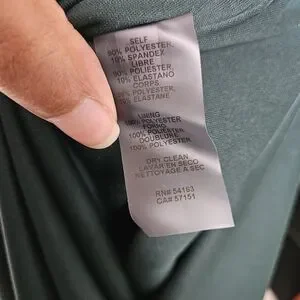 SELF
90% POLYESTER,
10% SPANDEX
LIBRE
90% POLIESTER,
10% ELASTANO
CORPS
90% POLYESTER,
10% ELASTANE
LINING
100% POLYESTER
FORRO
100% POLIESTER
DOUBLURE
100% POLYESTER
DRY CLEAN
LAVAR EN SECO
NETTOYAGE A SEC
RN# 54163
CA# 57151